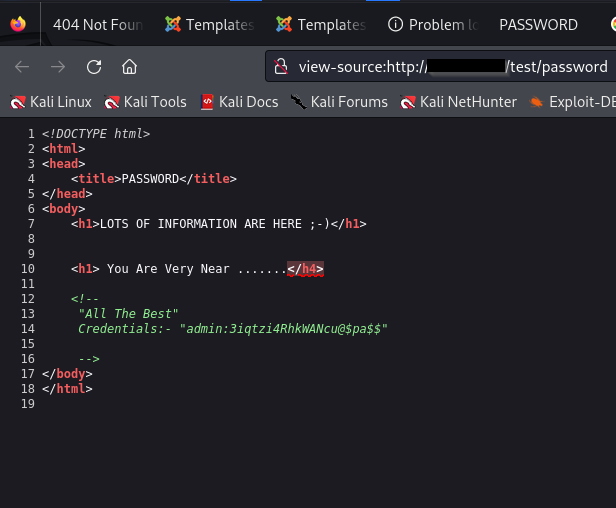 404 Not Foun
Templates
Templates
Problem lo
PASSWORD
view-source:http:// /test/password
Kali Linux
Kali Tools
Kali Docs
Kali Forums
Kali NetHunter
Exploit-DB
1 <!DOCTYPE html>
2 <html>
3 <head>
4 <title>PASSWORD</title>
5 </head>
6 <body>
7 <h1>LOTS OF INFORMATION ARE HERE ;-)</h1>
8
9
10 <h1> You Are Very Near .......</h4>
11
12 <!--
13 "All The Best"
14 Credentials:- "admin:3iqtzi4RhkWANcu@$pa$$"
15
16 -->
17 </body>
18 </html>
19